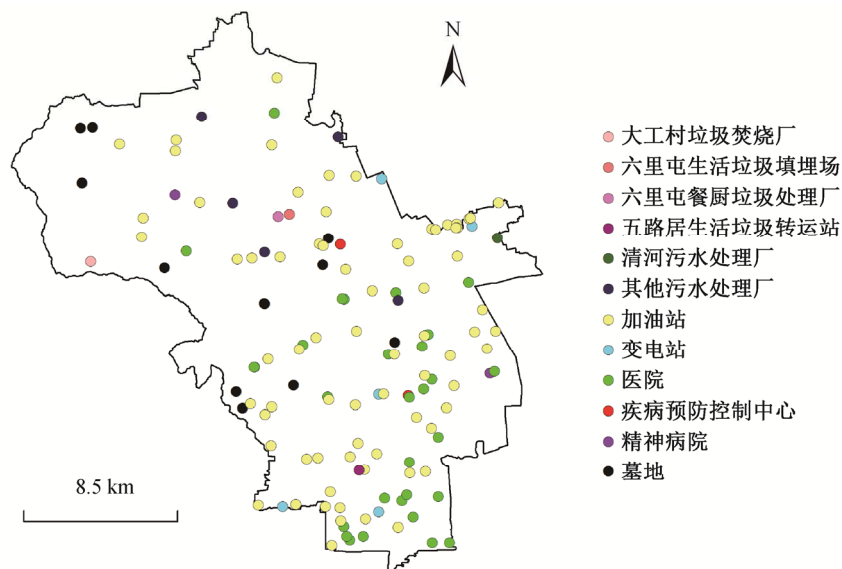 N
大工村垃圾焚烧厂
六里屯生活垃圾填埋场
六里屯餐厨垃圾处理厂
五路居生活垃圾转运站
清河污水处理厂
其他污水处理厂
加油站
变电站
医院
疾病预防控制中心
精神病院
墓地
8.5 km